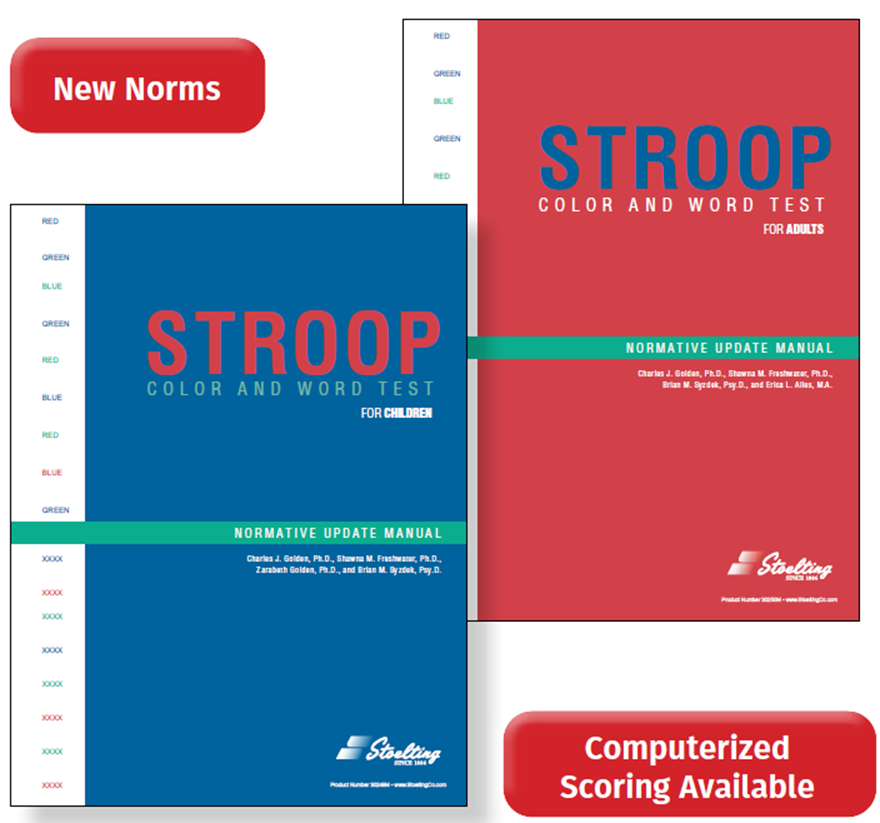 New Norms
RED
GREEN
BLUE
GREEN
RED
STROOP
COLOR AND WORD TEST
FOR ADULTS
NORMATIVE UPDATE MANUAL
Charles J. Golden, Ph.D., Shawna M. Freshwater, Ph.D.,
Brian M. Syzdek, Psy.D., and Erica L. Ailes, M.A.
Stoelting
SINCE 1886
Product Number • www.StoeltingCo.com
RED
GREEN
BLUE
GREEN
RED
BLUE
RED
BLUE
GREEN
XXXX
XXXX
XXXX
XXXX
XXXX
XXXX
XXXX
XXXX
STROOP
COLOR AND WORD TEST
FOR CHILDREN
NORMATIVE UPDATE MANUAL
Charles J. Golden, Ph.D., Shawna M. Freshwater, Ph.D.,
Zarabeth Golden, Ph.D., and Brian M. Syzdek, Psy.D.
Stoelting
SINCE 1886
Product Number • www.StoeltingCo.com
Computerized
Scoring Available